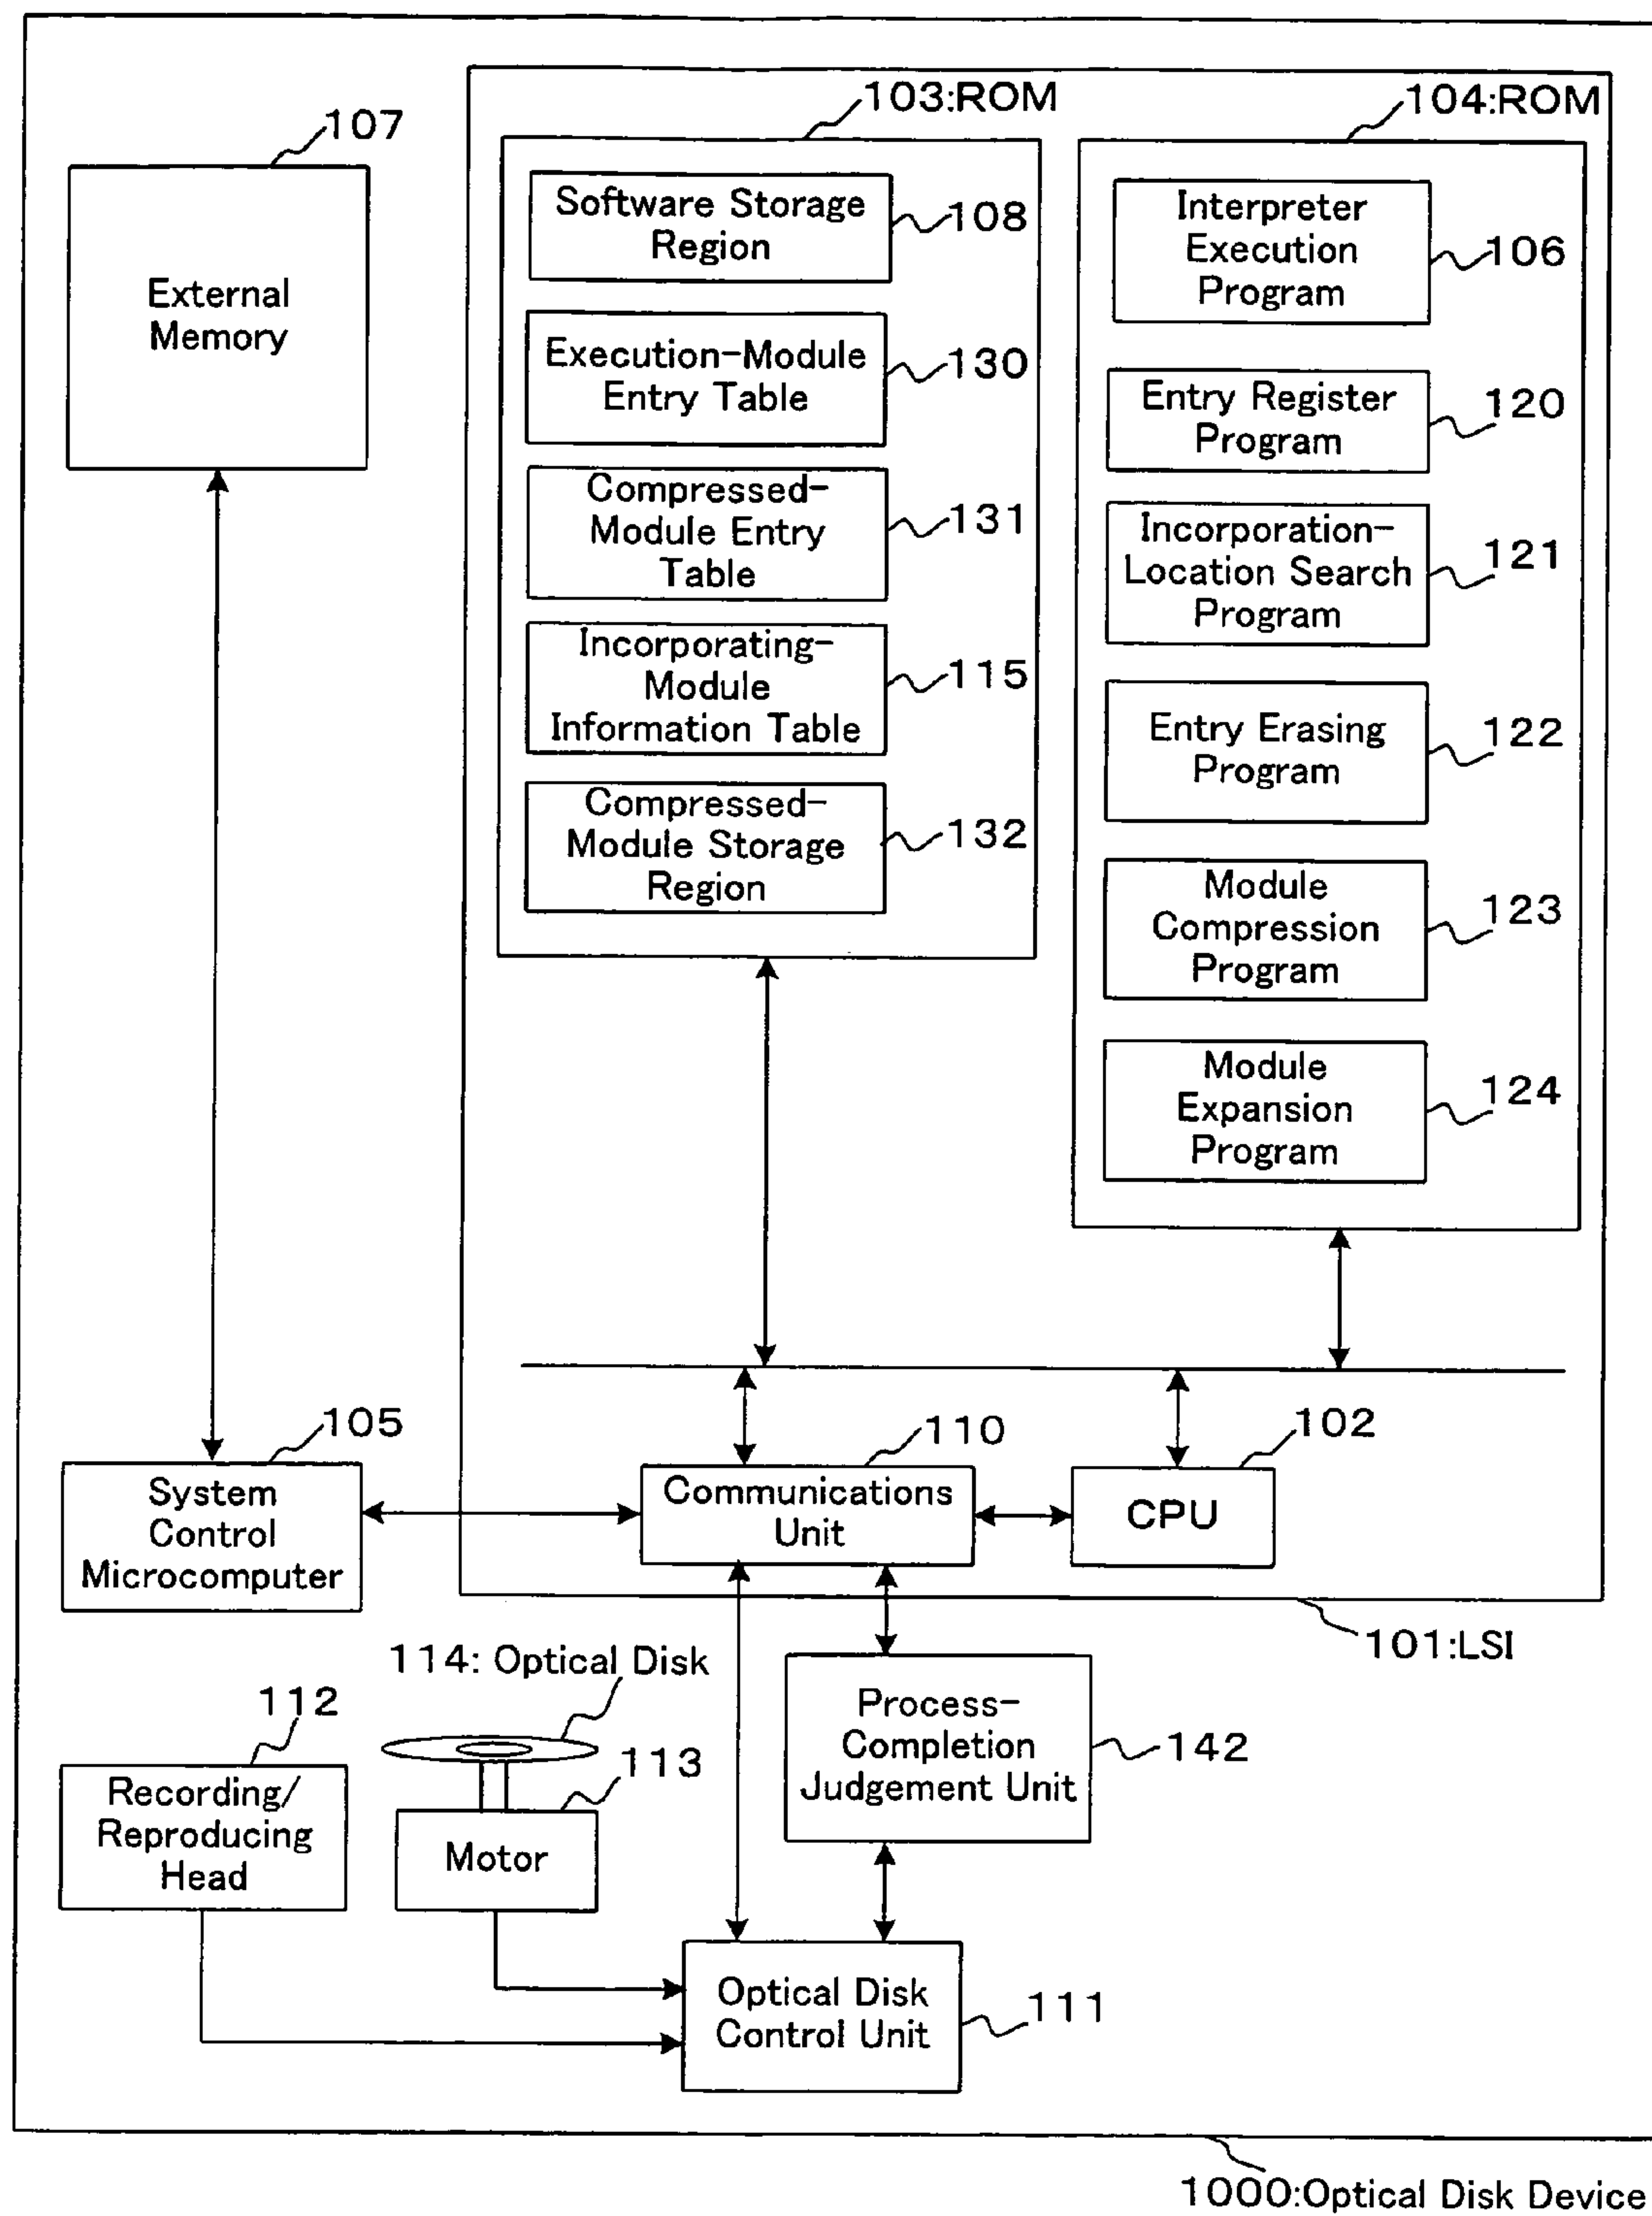 103:ROM
104:ROM
107
External
Memory
Software Storage
Region
108
Execution-Module
Entry Table
130
Compressed-
Module Entry
Table
131
Incorporating-
Module
Information Table
115
Compressed-
Module Storage
Region
132
Interpreter
Execution
Program
106
Entry Register
Program
120
Incorporation-
Location Search
Program
121
Entry Erasing
Program
122
Module
Compression
Program
123
Module
Expansion
Program
124
105
System
Control
Microcomputer
110
Communications
Unit
102
CPU
101:LSI
114: Optical Disk
112
Recording/
Reproducing
Head
113
Motor
Process-
Completion
Judgement Unit
142
Optical Disk
Control Unit
111
1000:Optical Disk Device